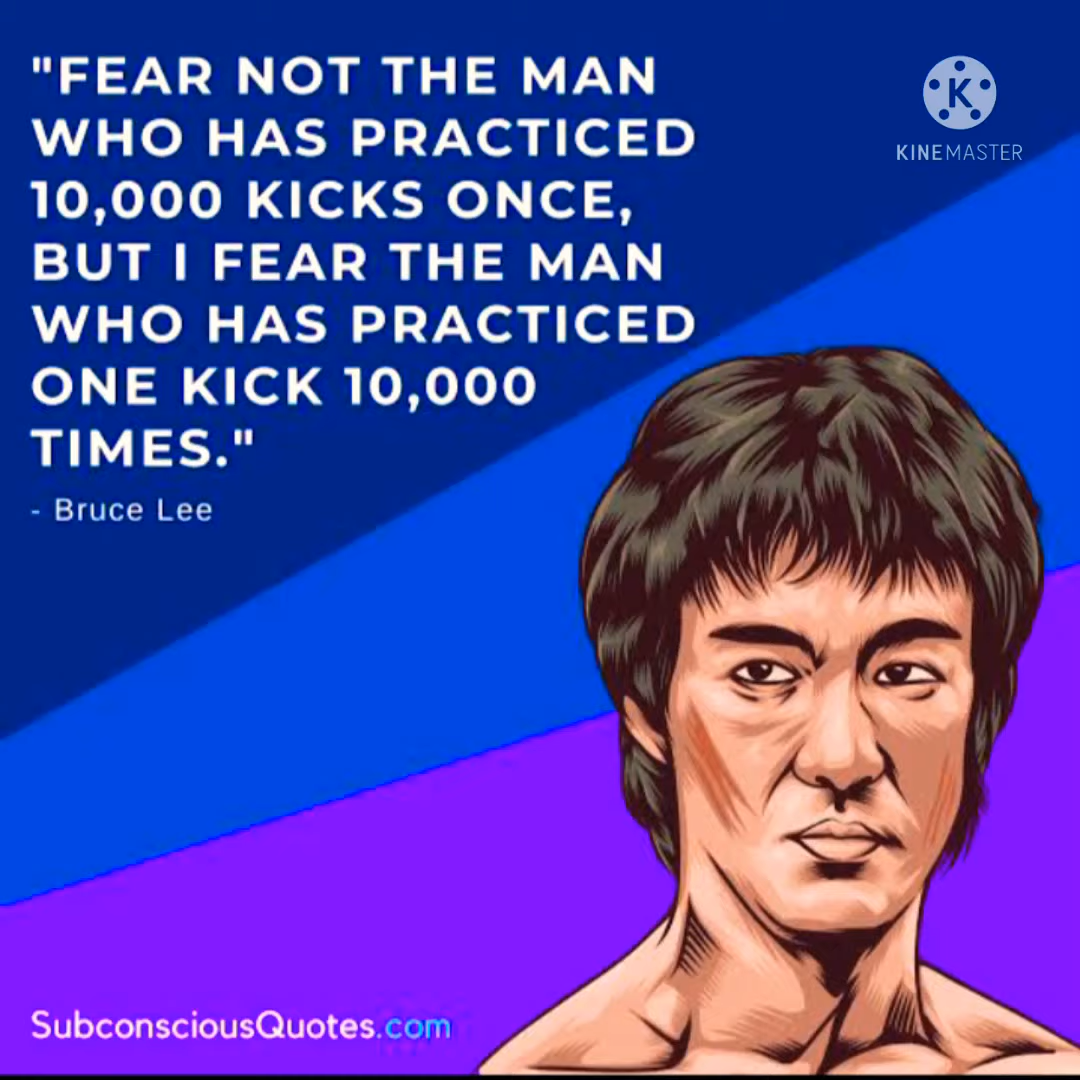 "FEAR NOT THE MAN
WHO HAS PRACTICED
10,000 KICKS ONCE,
BUT I FEAR THE MAN
WHO HAS PRACTICED
ONE KICK 10,000
TIMES."
- Bruce Lee
K
KINEMASTER
SubconsciousQuotes.com